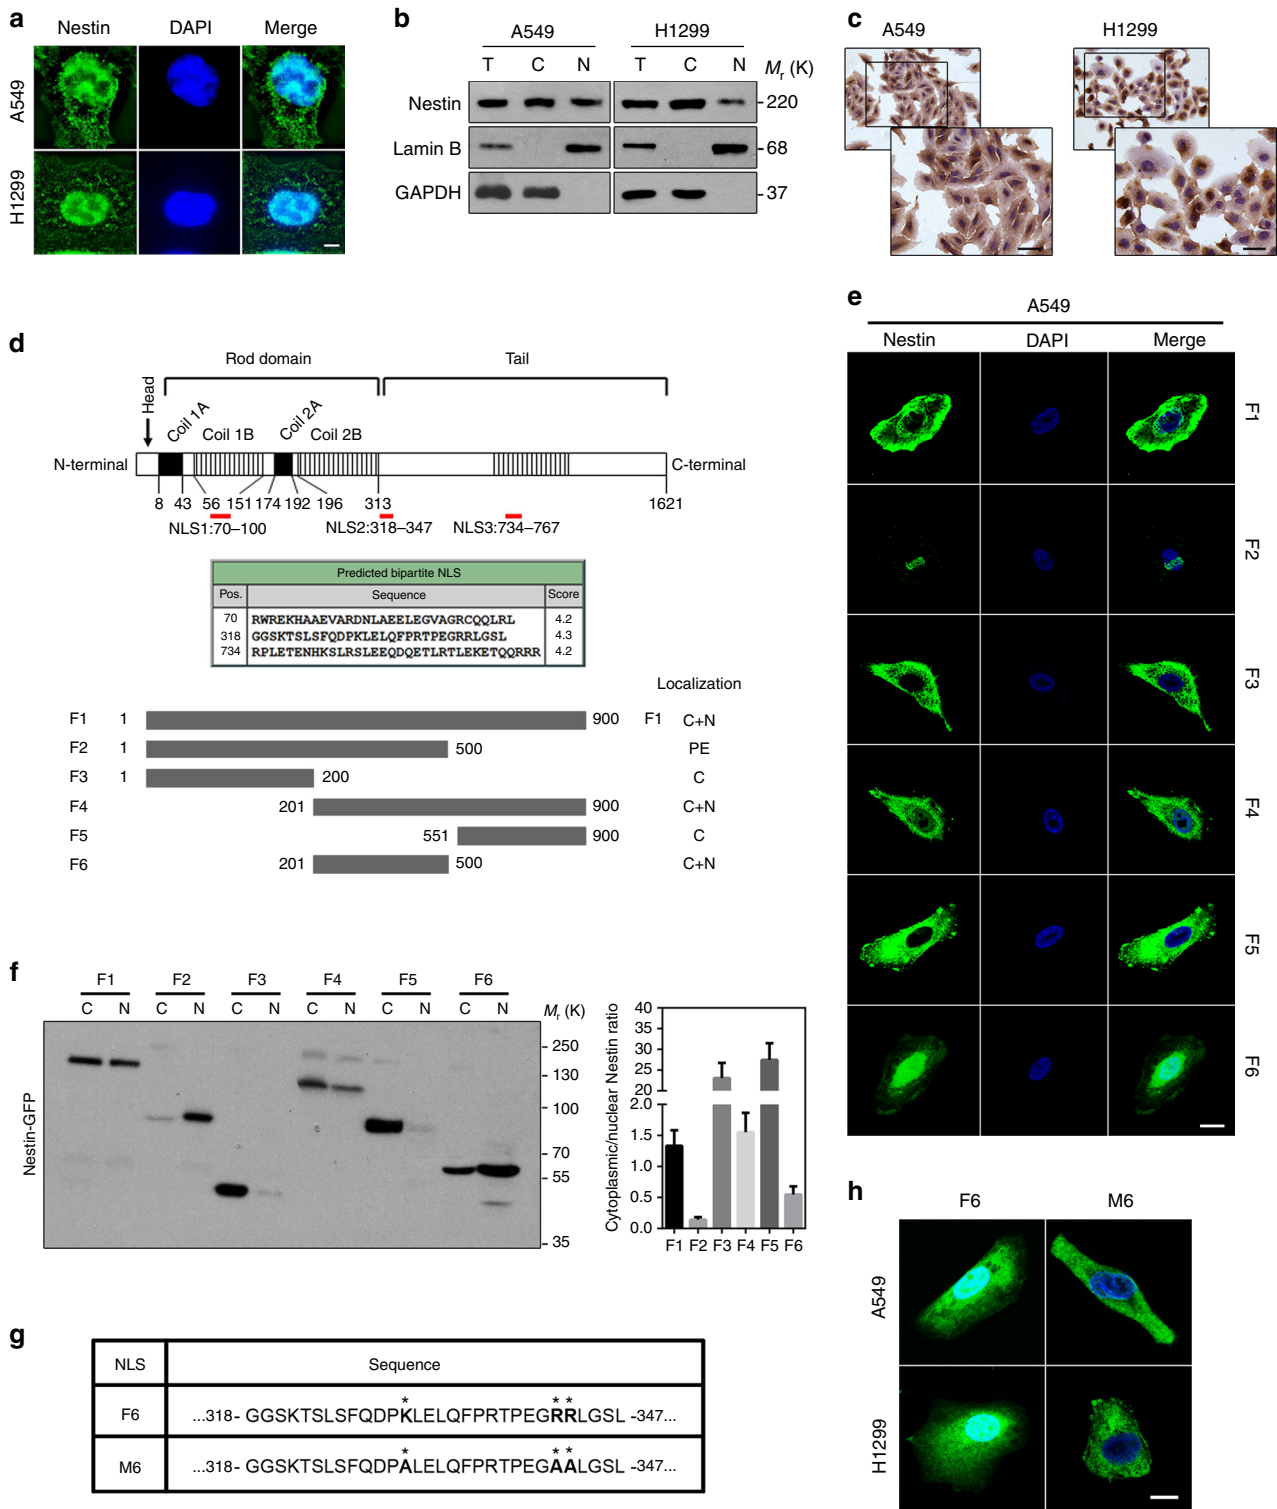 a
Nestin DAPI Merge
A549
H1299
b
A549 H1299
T C N T C N Mr (K)
Nestin -220
Lamin B -68
GAPDH -37
c
A549 H1299
d
Rod domain Tail
Head
Coil 1A Coil 2A
Coil 1B Coil 2B
N-terminal C-terminal
8 43 56 151 174 192 196 313 1621
NLS1:70–100 NLS2:318–347 NLS3:734–767
Predicted bipartite NLS
Pos. Sequence Score
70 RWREKHAAEVARDNLAEELEGVAGRCQQLRL 4.2
318 GGSKTSLSFQDPKLELQFPRTPEGRRLGSL 4.3
734 RPLETENHKSLRSLEEQDQETLRTLEKETQQRRR 4.2
Localization
F1 1 900 F1 C+N
F2 1 500 PE
F3 1 200 C
F4 201 900 C+N
F5 551 900 C
F6 201 500 C+N
e
A549
Nestin DAPI Merge
F1
F2
F3
F4
F5
F6
f
F1 F2 F3 F4 F5 F6
C N C N C N C N C N C N Mr (K)
Nestin-GFP
- 250
- 130
- 100
- 70
- 55
- 35
Cytoplasmic/nuclear Nestin ratio
40
35
30
25
20
2.0
1.5
1.0
0.5
0.0
F1 F2 F3 F4 F5 F6
g
NLS Sequence
* * *
F6 ...318- GGSKTSLSFQDPKLELQFPRTPEGRRLGSL -347...
* * *
M6 ...318- GGSKTSLSFQDPALELQFPRTPEGAALGSL -347...
h
F6 M6
A549
H1299